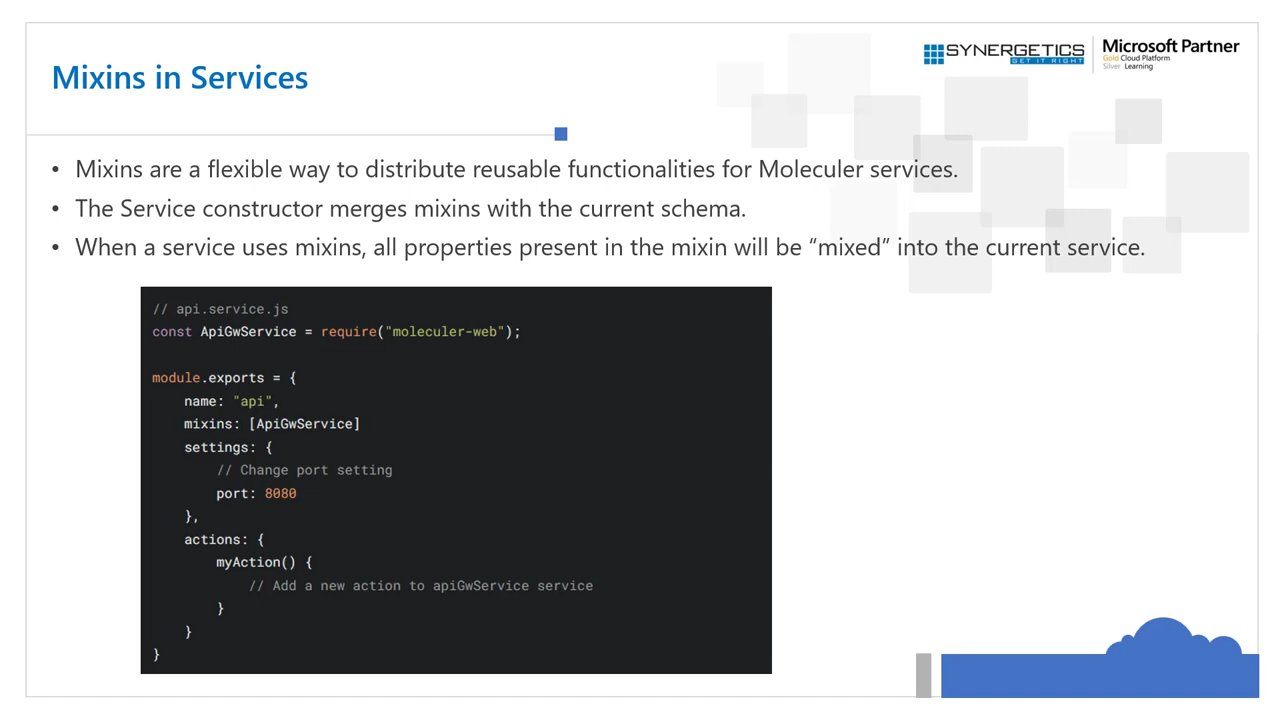 SYNERGETICS
GET IT RIGHT
Microsoft Partner
Gold Cloud Platform
Silver Learning
Mixins in Services
• Mixins are a flexible way to distribute reusable functionalities for Moleculer services.
• The Service constructor merges mixins with the current schema.
• When a service uses mixins, all properties present in the mixin will be “mixed” into the current service.
// api.service.js
const ApiGwService = require("moleculer-web");
module.exports = {
name: "api",
mixins: [ApiGwService]
settings: {
// Change port setting
port: 8080
},
actions: {
myAction() {
// Add a new action to apiGwService service
}
}
}